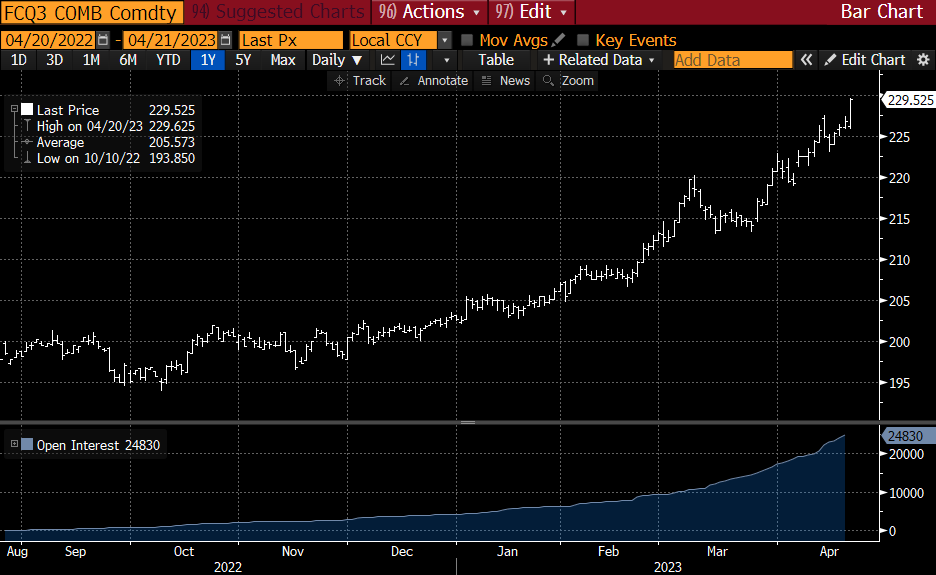 FCQ3 COMB Comdty 94) Suggested Charts 96) Actions 97) Edit Bar Chart
04/20/2022 - 04/21/2023 Last Px Local CCY Mov Avgs Key Events
1D 3D 1M 6M YTD 1Y 5Y Max Daily ▼ Table + Related Data Add Data « Edit Chart
Track Annotate News Zoom
Last Price 229.525
High on 04/20/23 229.625
Average 205.573
Low on 10/10/22 193.850
229.525
225
220
215
210
205
200
195
Open Interest 24830
24830
20000
10000
0
Aug Sep Oct Nov Dec Jan Feb Mar Apr
2022 2023